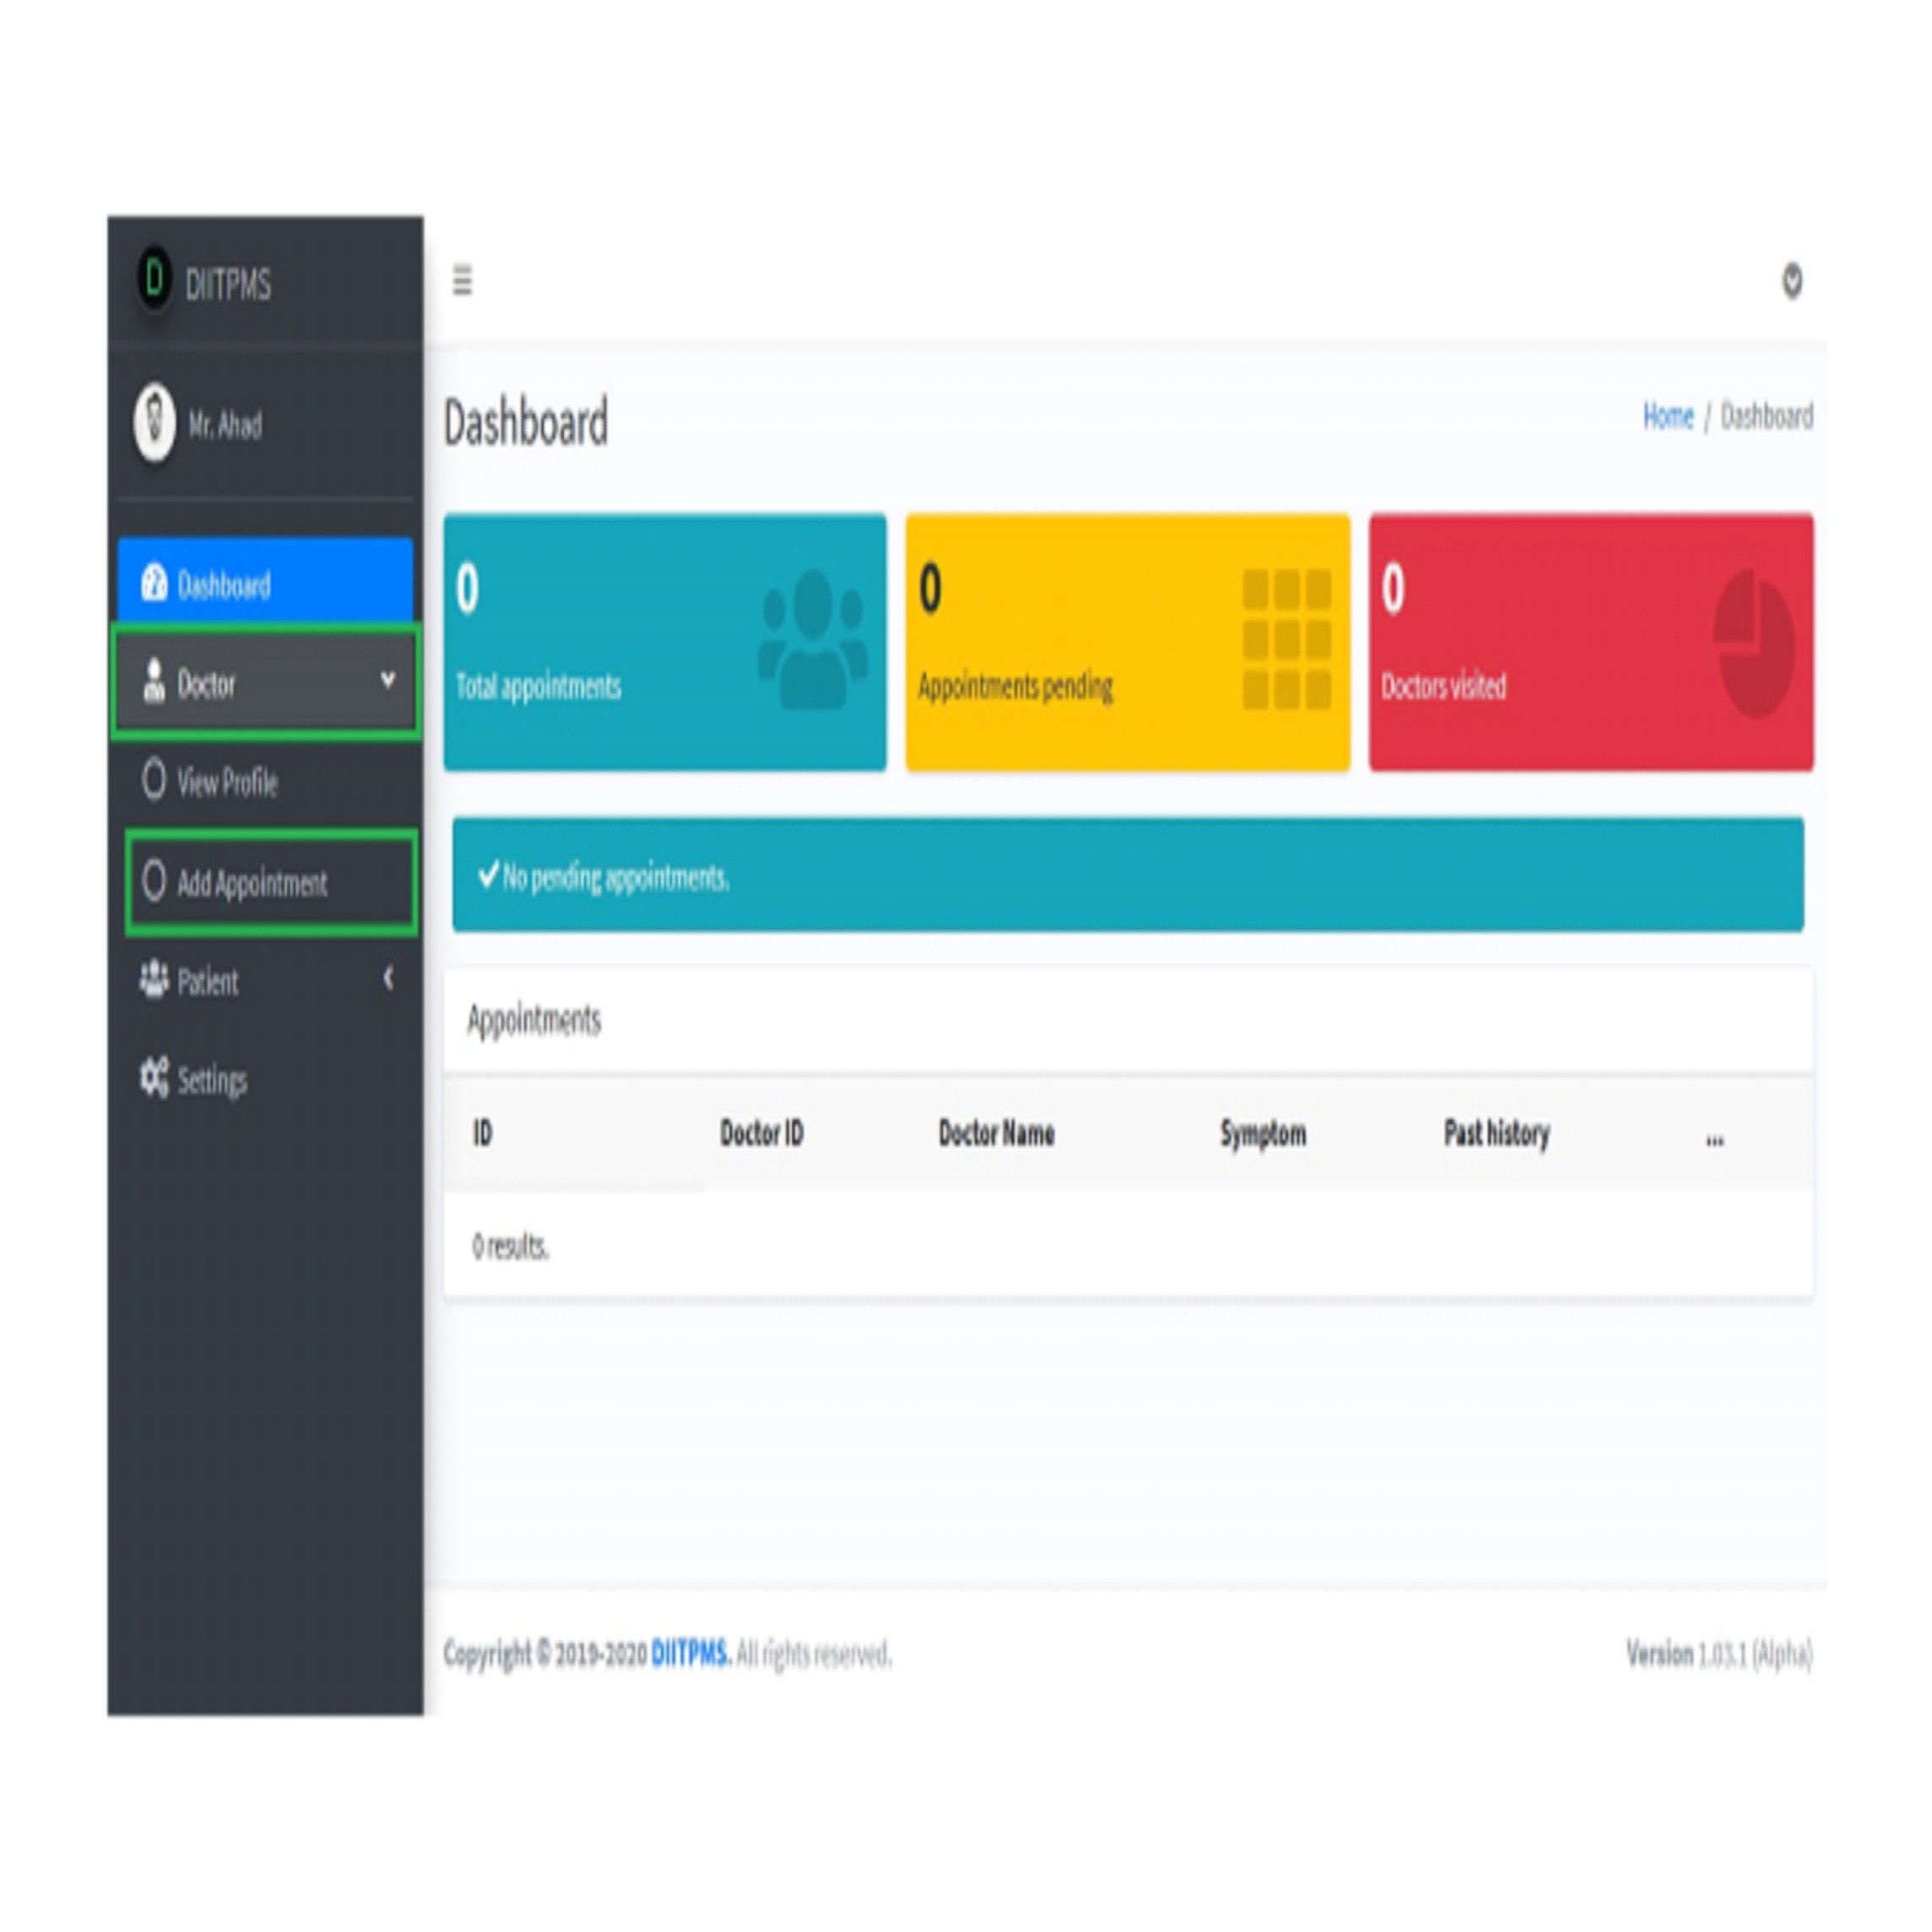 D DIITPMS
Mr. Ahad
Dashboard
Doctor
View Profile
Add Appointment
Patient
Settings
Dashboard
Home / Dashboard
0
Total appointments
0
Appointments pending
0
Doctors visited
No pending appointments.
Appointments
ID Doctor ID Doctor Name Symptom Past history ...
0 results.
Copyright © 2019-2020 DIITPMS. All rights reserved.
Version 1.03.1 (Alpha)